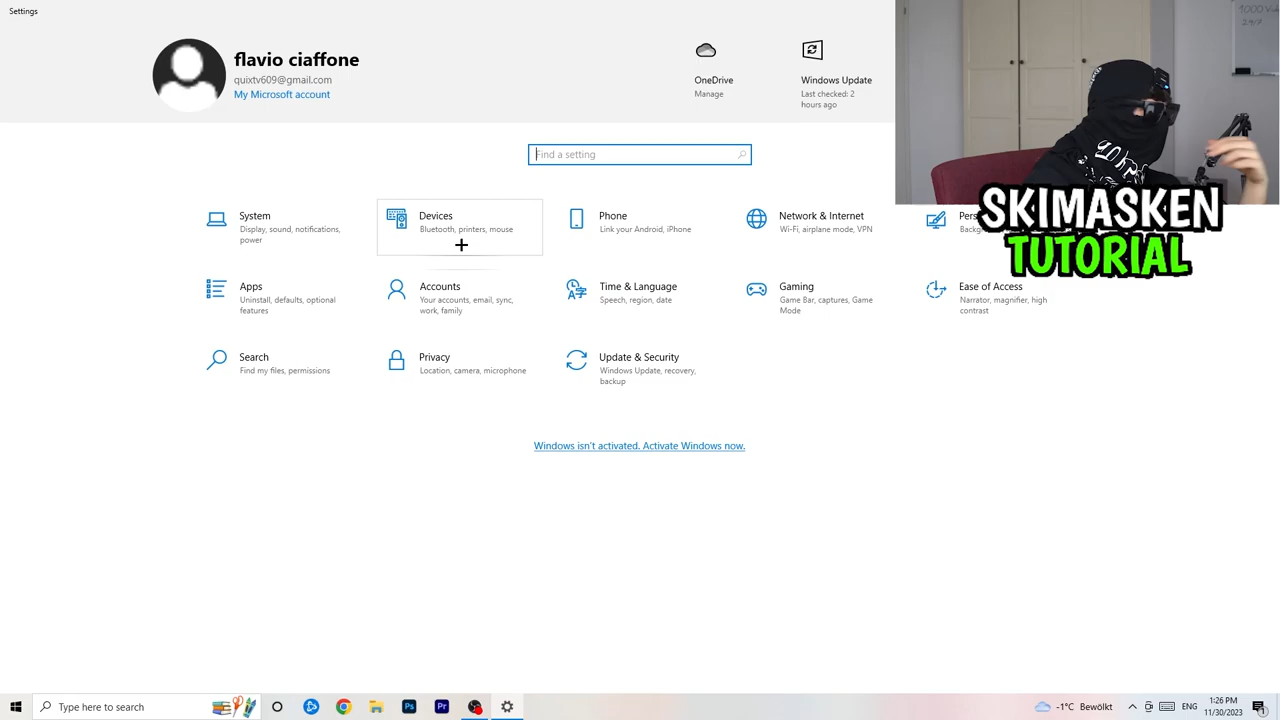 Settings
flavio ciaffone
quixtv609@gmail.com
My Microsoft account
OneDrive
Manage
Windows Update
Last checked: 2
hours ago
Find a setting
System
Display, sound, notifications,
power
Devices
Bluetooth, printers, mouse
Phone
Link your Android, iPhone
Network & Internet
Wi-Fi, airplane mode, VPN
SKIMASKEN
TUTORIAL
Apps
Uninstall, defaults, optional
features
Accounts
Your accounts, email, sync,
work, family
Time & Language
Speech, region, date
Gaming
Game Bar, captures, Game
Mode
Ease of Access
Narrator, magnifier, high
contrast
Search
Find my files, permissions
Privacy
Location, camera, microphone
Update & Security
Windows Update, recovery,
backup
Windows isn't activated. Activate Windows now.
Type here to search
Ps
Pr
-1°C Bewölkt
ENG
1:26 PM
11/30/2023